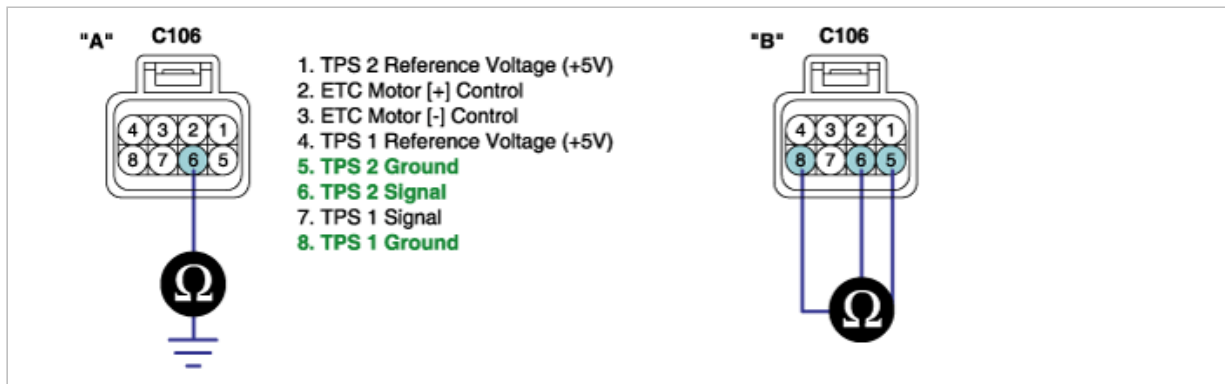 "A" C106
1. TPS 2 Reference Voltage (+5V)
2. ETC Motor [+] Control
3. ETC Motor [-] Control
4. TPS 1 Reference Voltage (+5V)
5. TPS 2 Ground
6. TPS 2 Signal
7. TPS 1 Signal
8. TPS 1 Ground
4 3 2 1
8 7 6 5
Ω
"B" C106
4 3 2 1
8 7 6 5
Ω